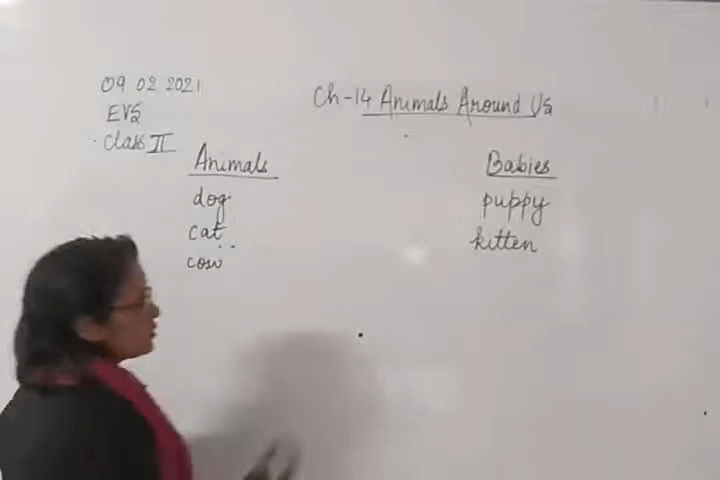 09 02 2021
EVS
Class II
Ch-14 Animals Around Us
Animals Babies
dog puppy
cat kitten
cow